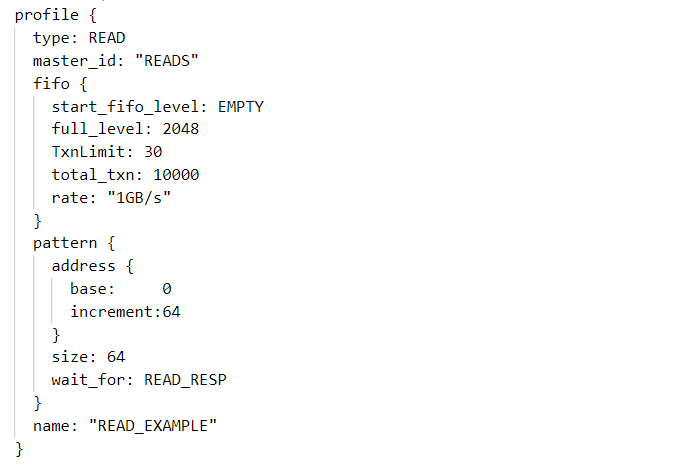 profile {
  type: READ
  master_id: "READS"
  fifo {
    start_fifo_level: EMPTY
    full_level: 2048
    TxnLimit: 30
    total_txn: 10000
    rate: "1GB/s"
  }
  pattern {
    address {
      base:     0
      increment:64
    }
    size: 64
    wait_for: READ_RESP
  }
  name: "READ_EXAMPLE"
}